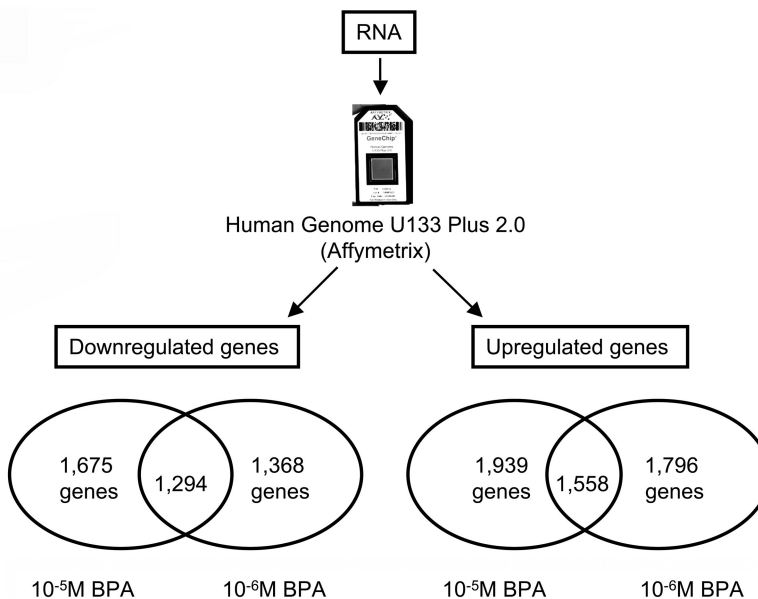 RNA
GeneChip
Human Genome U133 Plus 2.0
(Affymetrix)
Downregulated genes
Upregulated genes
1,675
genes
1,294
1,368
genes
1,939
genes
1,558
1,796
genes
10⁻⁵M BPA
10⁻⁶M BPA
10⁻⁵M BPA
10⁻⁶M BPA